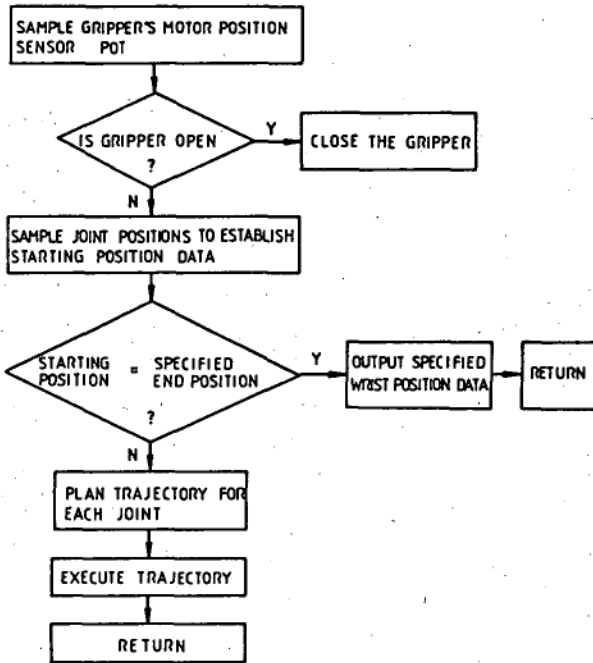 SAMPLE GRIPPER'S MOTOR POSITION
SENSOR POT
IS GRIPPER OPEN
?
Y
CLOSE THE GRIPPER
N
SAMPLE JOINT POSITIONS TO ESTABLISH
STARTING POSITION DATA
STARTING = SPECIFIED
POSITION END POSITION
?
Y
OUTPUT SPECIFIED
WRIST POSITION DATA
RETURN
N
PLAN TRAJECTORY FOR
EACH JOINT
EXECUTE TRAJECTORY
RETURN